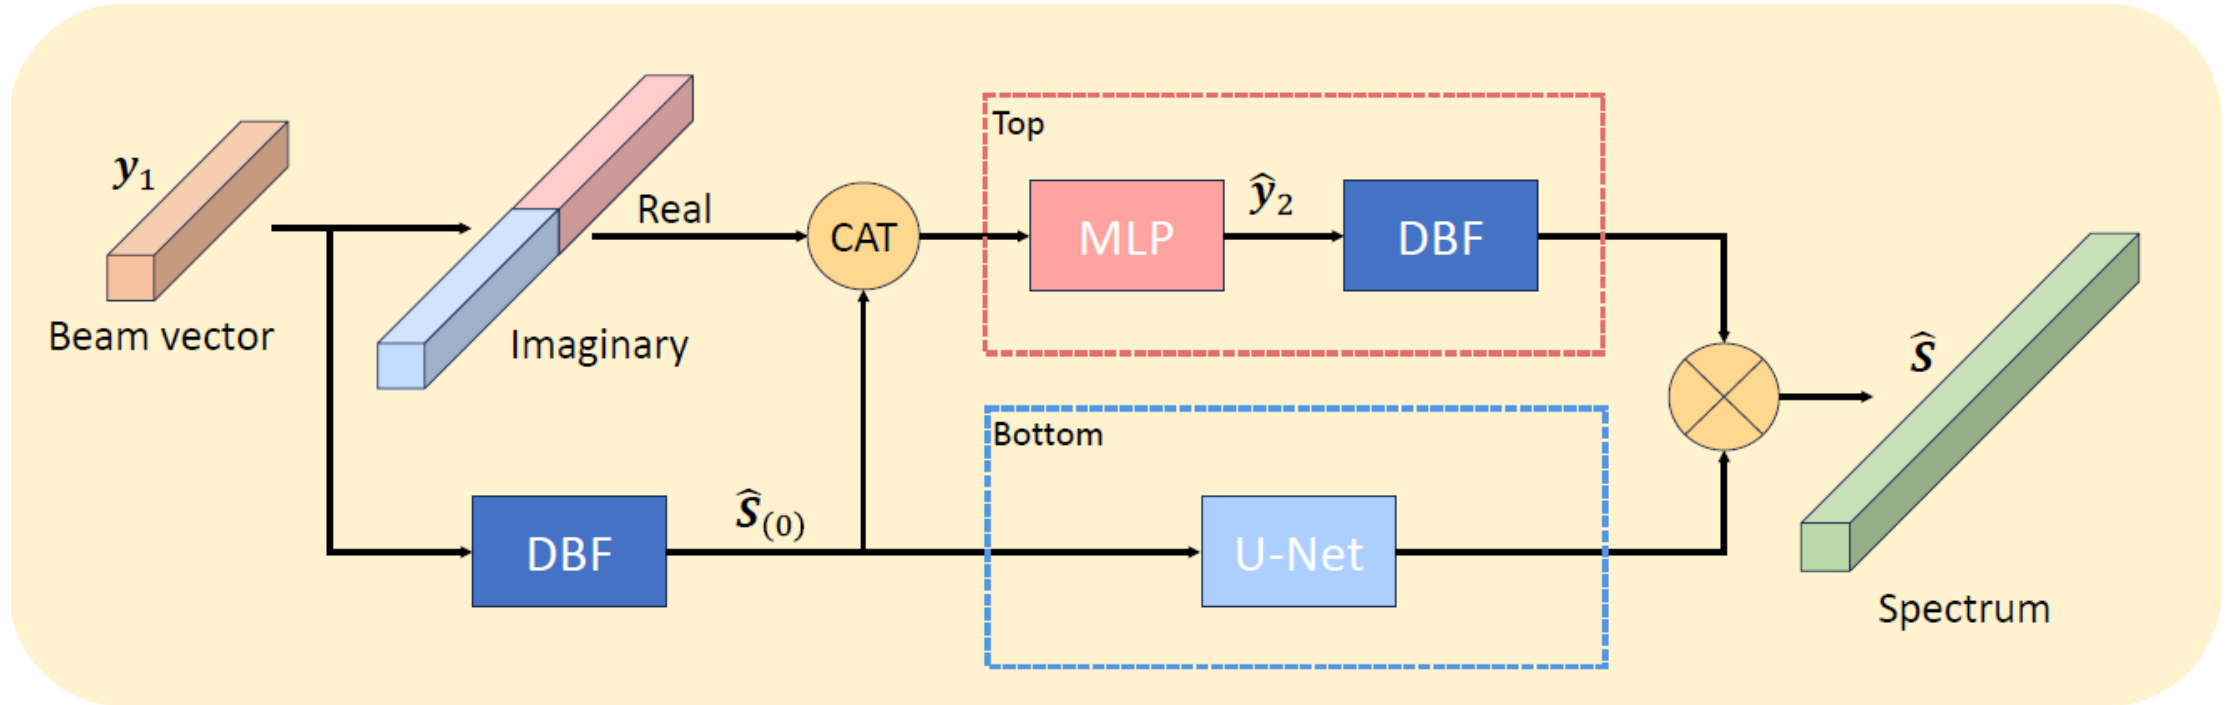 Top
y₁
Real
CAT
MLP
ŷ₂
DBF
Beam vector
Imaginary
ŝ
Bottom
DBF
ŝ₍₀₎
U-Net
Spectrum